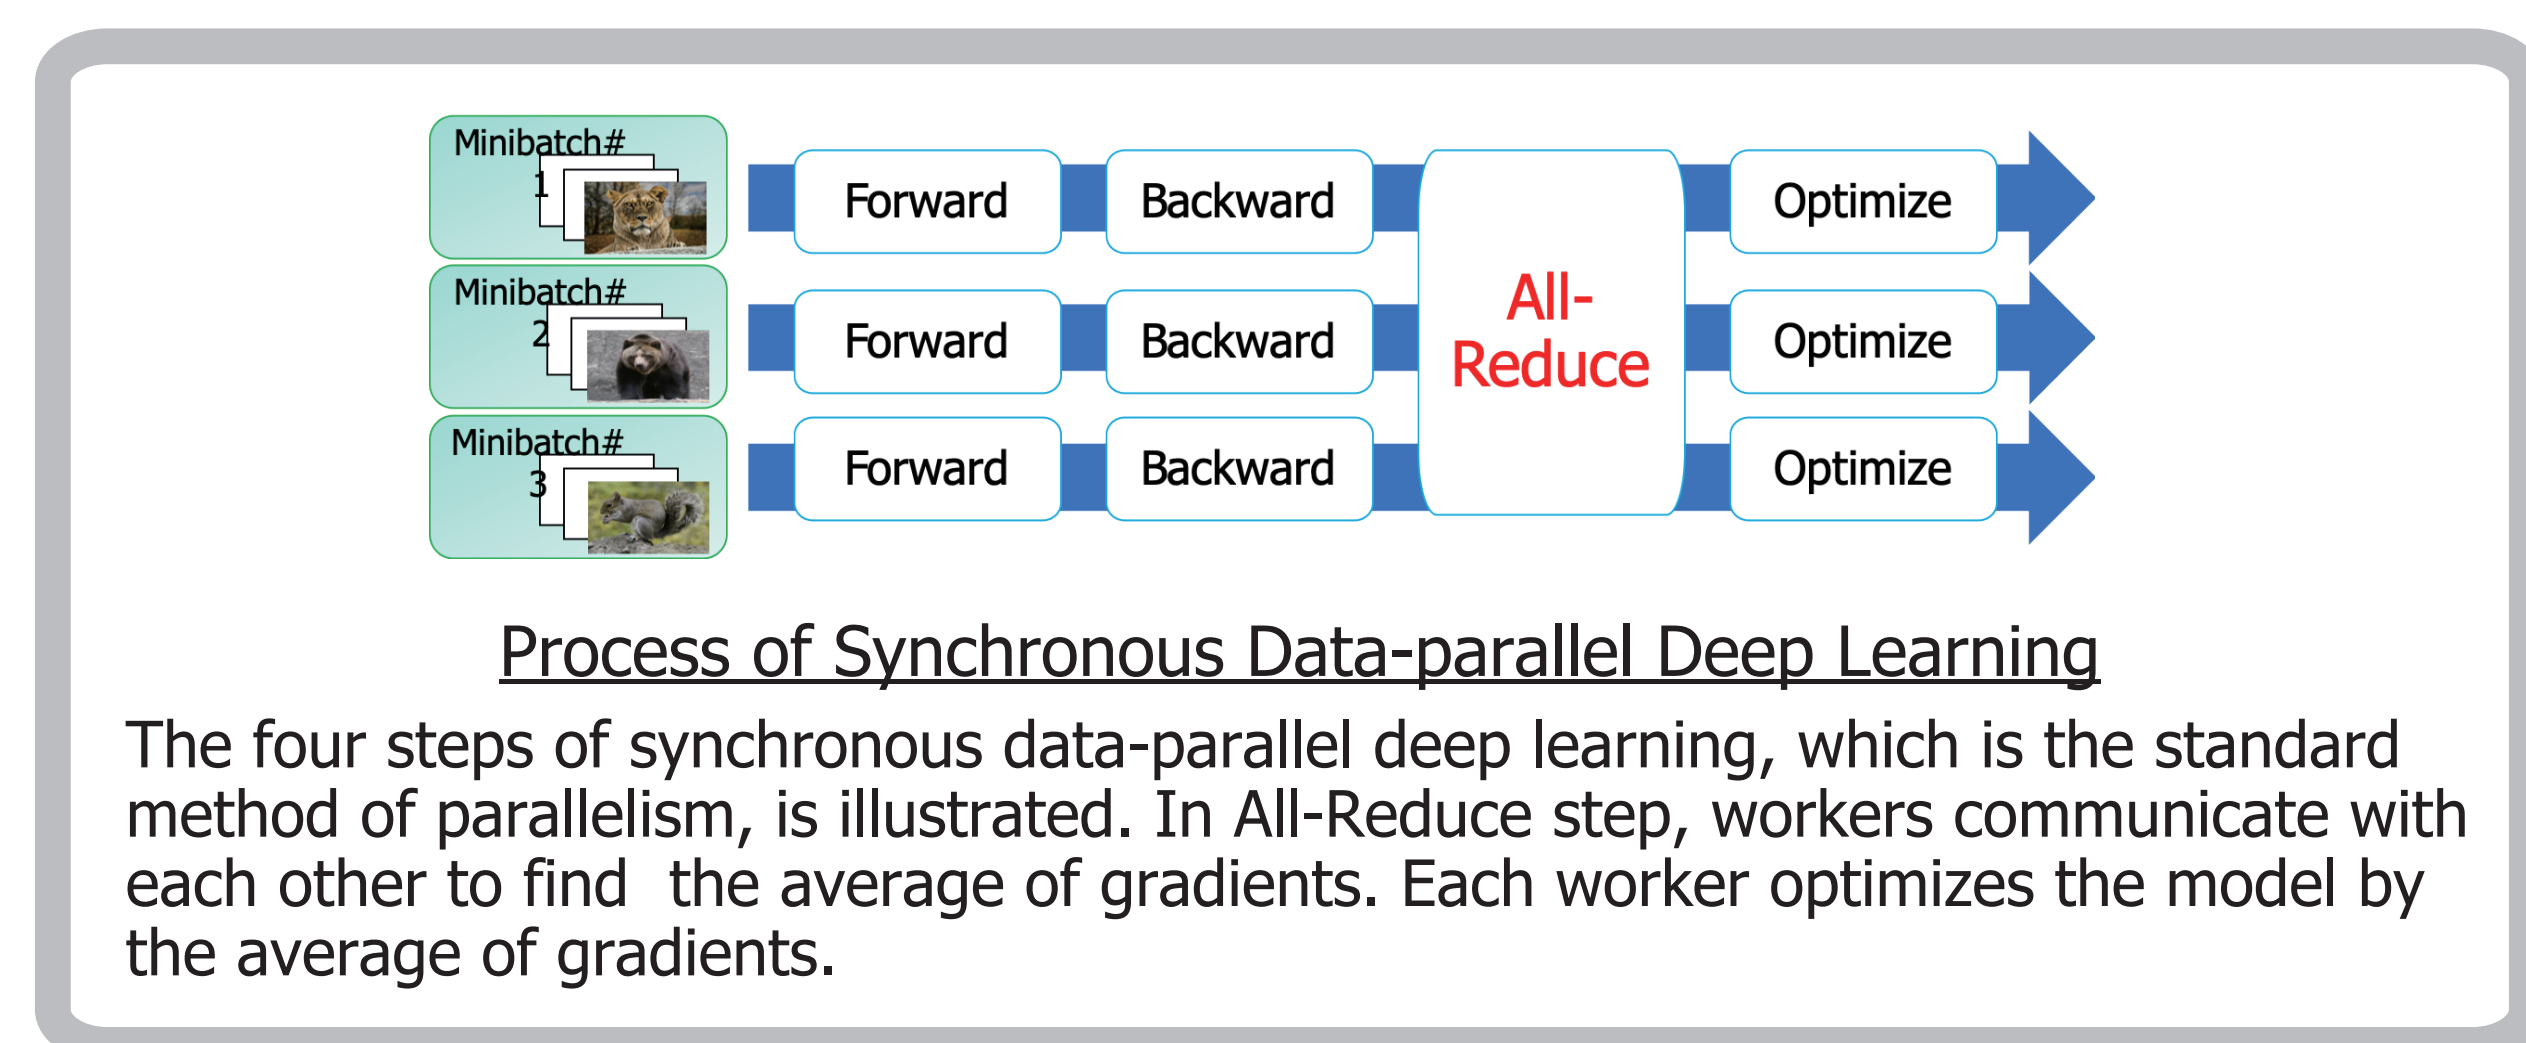 Minibatch#
1
Forward
Backward
Optimize
Minibatch#
2
Forward
Backward
All-
Reduce
Optimize
Minibatch#
3
Forward
Backward
Optimize
Process of Synchronous Data-parallel Deep Learning
The four steps of synchronous data-parallel deep learning, which is the standard
method of parallelism, is illustrated. In All-Reduce step, workers communicate with
each other to find  the average of gradients. Each worker optimizes the model by
the average of gradients.